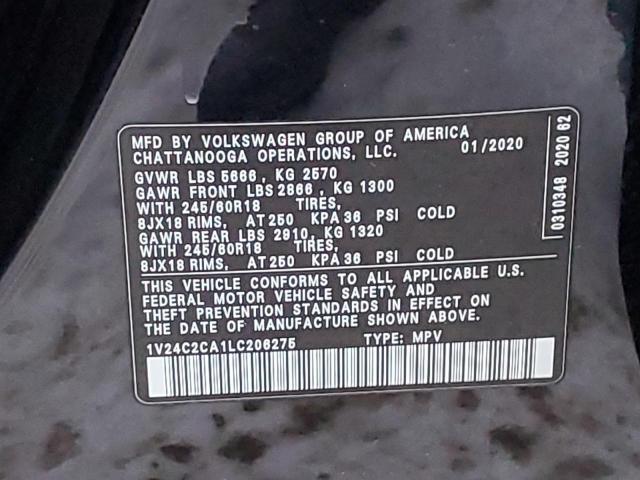 MFD BY VOLKSWAGEN GROUP OF AMERICA
CHATTANOOGA OPERATIONS, LLC. 01/2020
GVWR LBS 5666 , KG 2570
GAWR FRONT LBS 2866 , KG 1300
WITH 245/60R18 TIRES,
8JX18 RIMS, AT 250 KPA 36 PSI COLD
GAWR REAR LBS 2910, KG 1320
WITH 245/60R18 TIRES,
8JX18 RIMS, AT 250 KPA 36 PSI COLD
THIS VEHICLE CONFORMS TO ALL APPLICABLE U.S.
FEDERAL MOTOR VEHICLE SAFETY AND
THEFT PREVENTION STANDARDS IN EFFECT ON
THE DATE OF MANUFACTURE SHOWN ABOVE.
1V24C2CA1LC206275 TYPE: MPV
0310348 2020 62